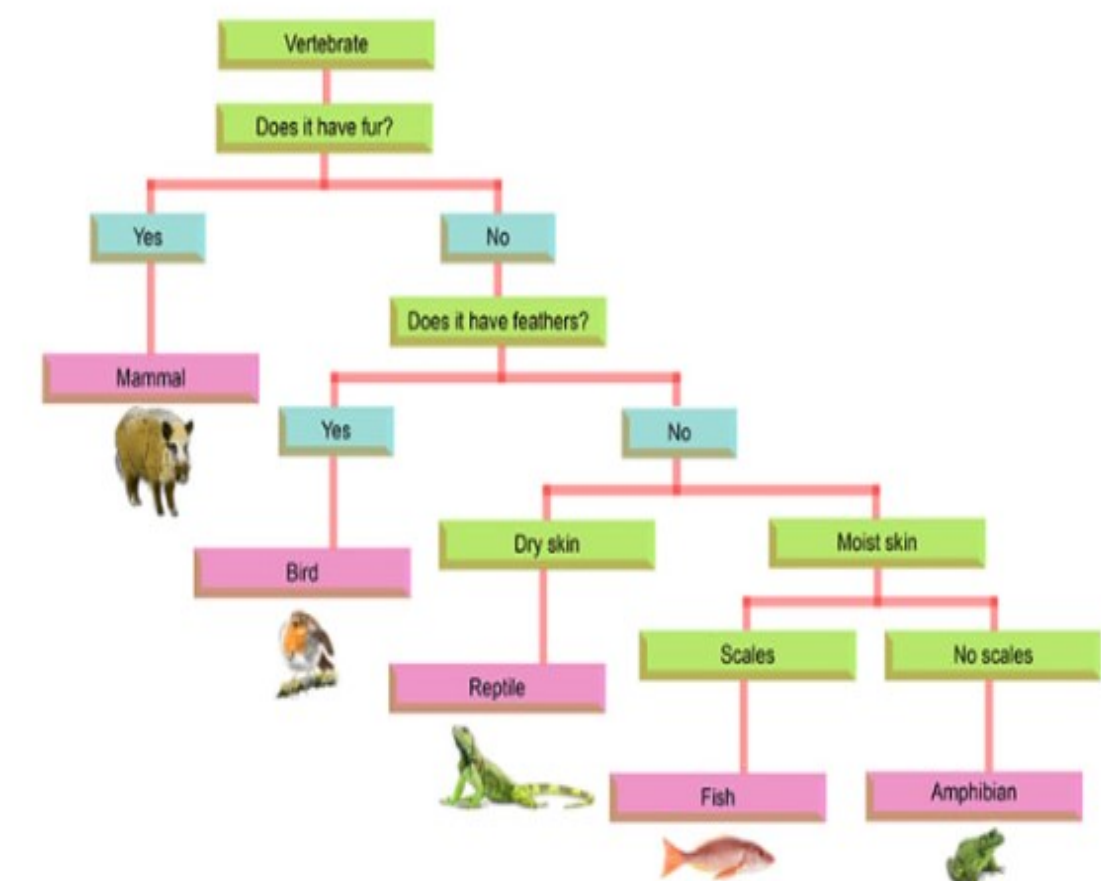 Vertebrate
Does it have fur?
Yes
No
Does it have feathers?
Mammal
Yes
No
Dry skin
Moist skin
Bird
Scales
No scales
Reptile
Fish
Amphibian